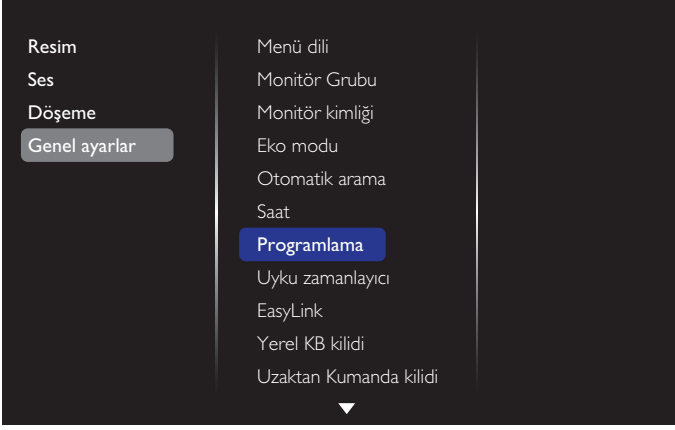 Resim
Ses
Döşeme
Genel ayarlar
Menü dili
Monitör Grubu
Monitör kimliği
Eko modu
Otomatik arama
Saat
Programlama
Uyku zamanlayıcı
EasyLink
Yerel KB kilidi
Uzaktan Kumanda kilidi